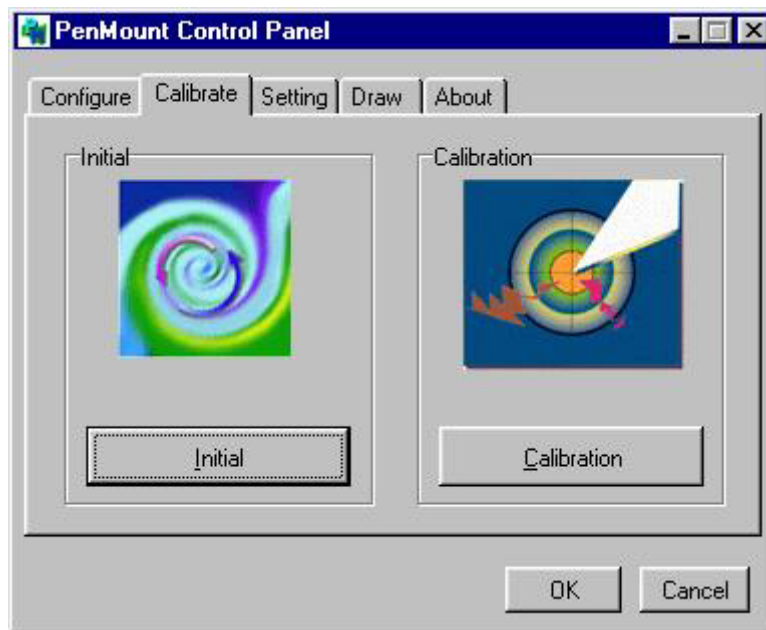 PenMount Control Panel
Configure Calibrate Setting Draw About
Initial Calibration
Initial Calibration
OK Cancel